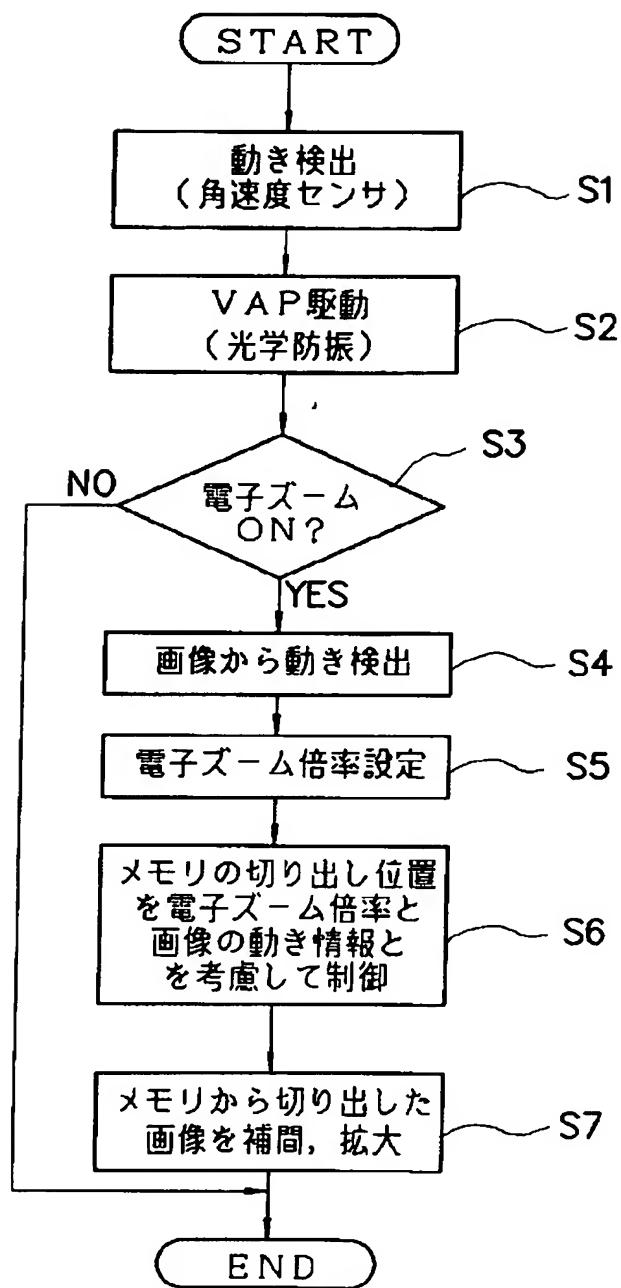 START
動き検出
(角速度センサ)
S1
VAP駆動
(光学防振)
S2
S3
NO
電子ズーム
ON?
YES
画像から動き検出
S4
電子ズーム倍率設定
S5
メモリの切り出し位置
を電子ズーム倍率と
画像の動き情報と
を考慮して制御
S6
メモリから切り出した
画像を補間，拡大
S7
END